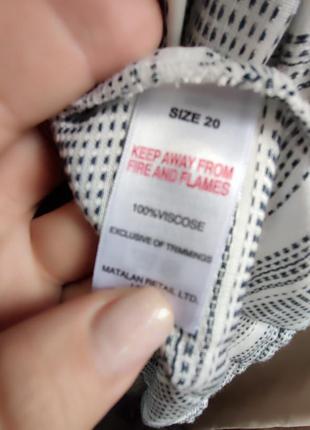 SIZE 20
KEEP AWAY FROM
FIRE AND FLAMES
100%VISCOSE
EXCLUSIVE OF TRIMMINGS
MATALAN RETAIL LTD.